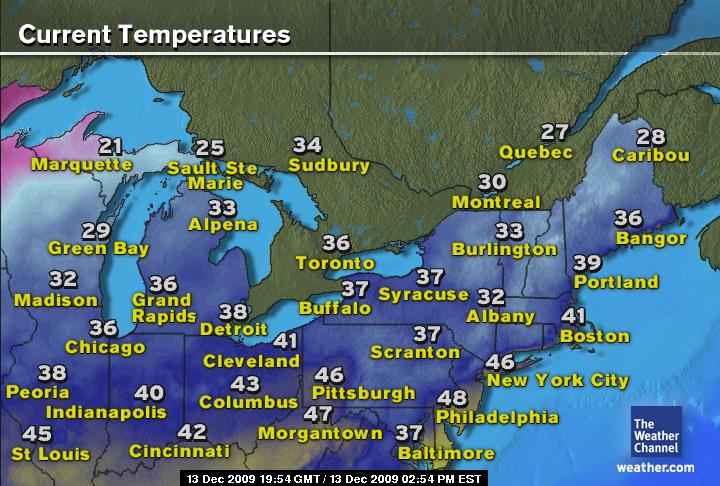 Current Temperatures
21
Marquette
25
Sault Ste
Marie
34
Sudbury
27
Quebec
28
Caribou
30
Montreal
33
Alpena
29
Green Bay
36
Toronto
33
Burlington
36
Bangor
32
Madison
36
Grand
Rapids
38
Detroit
37
Buffalo
37
Syracuse
32
Albany
39
Portland
41
Boston
36
Chicago
41
Cleveland
37
Scranton
46
New York City
38
Peoria
40
Indianapolis
43
Columbus
46
Pittsburgh
48
Philadelphia
45
St Louis
42
Cincinnati
47
Morgantown
37
Baltimore
The
Weather
Channel
weather.com
13 Dec 2009 19:54 GMT / 13 Dec 2009 02:54 PM EST